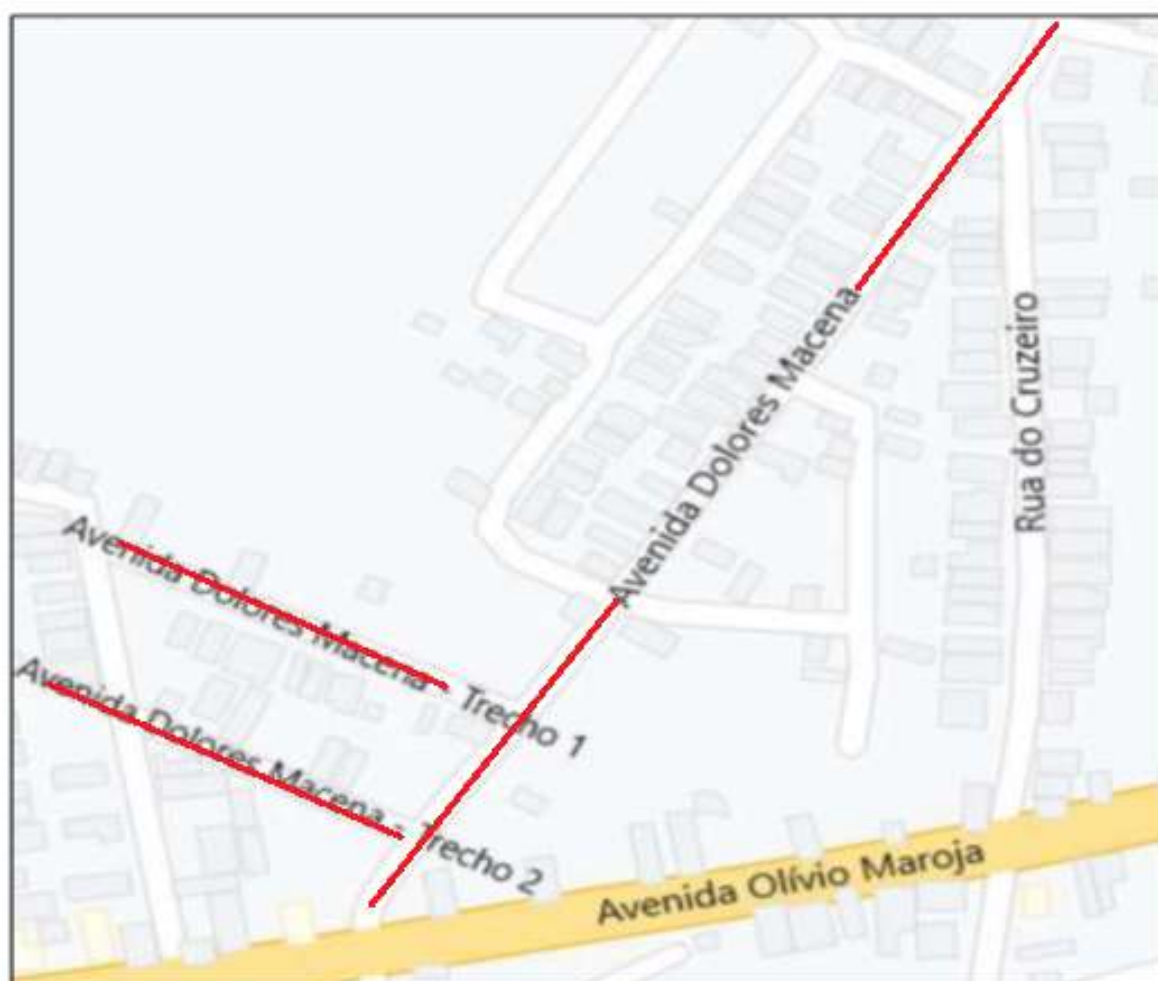 Avenida Dolores Macena
Rua do Cruzeiro
Avenida Dolores Macena - Trecho 1
Avenida Dolores Macena - Trecho 2
Avenida Olívio Maroja